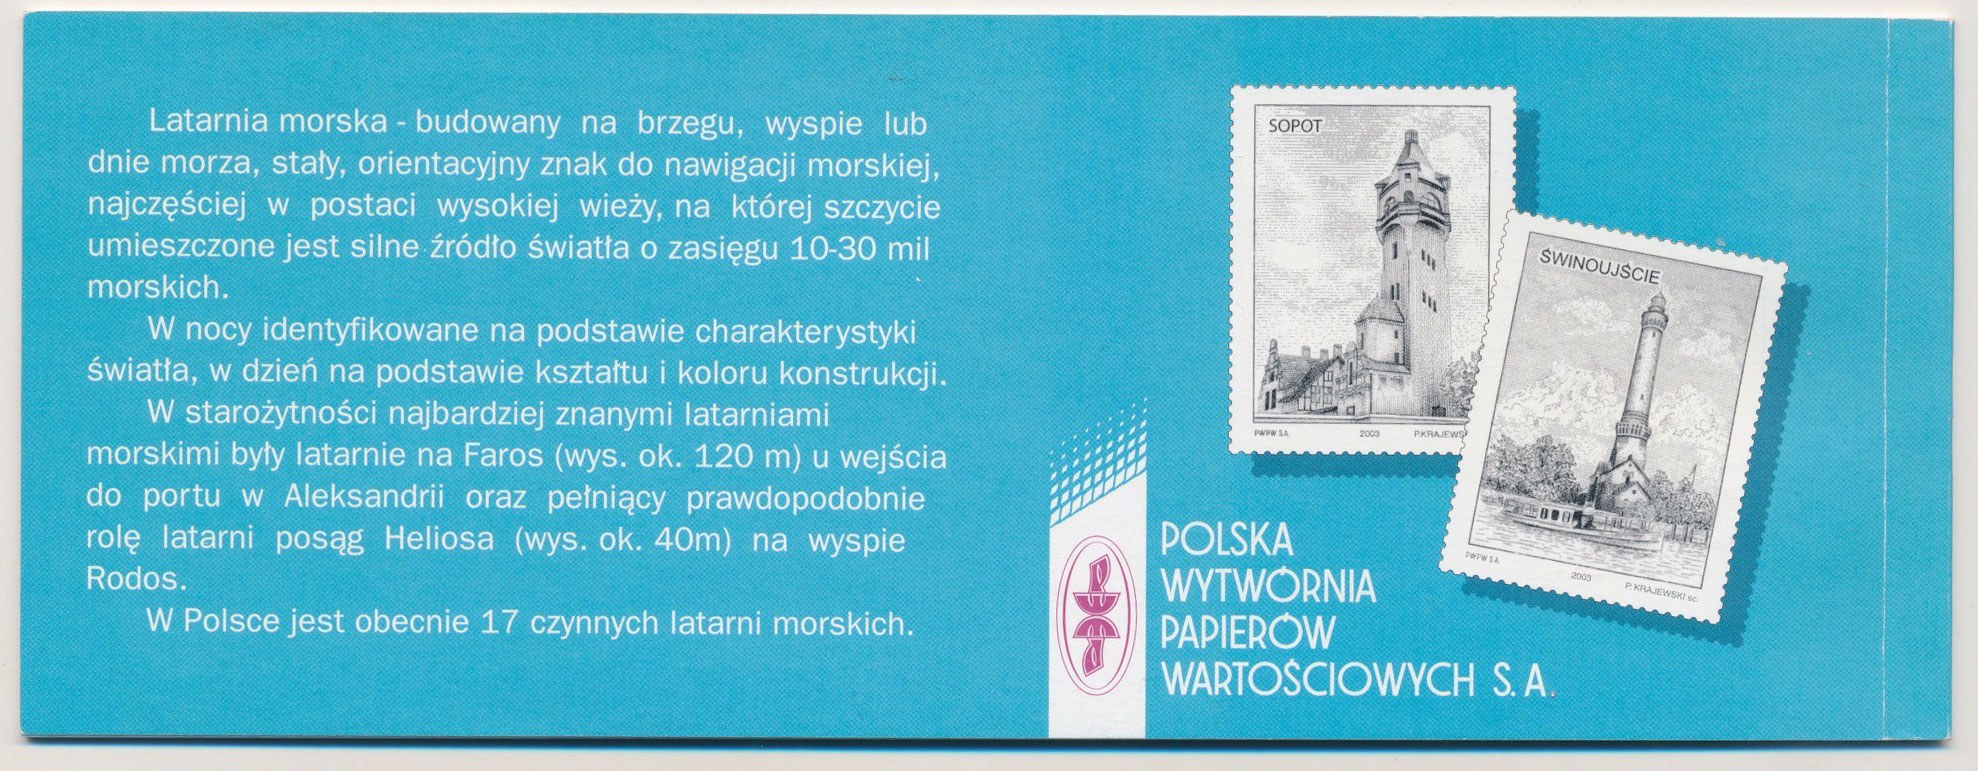 Latarnia morska - budowany na brzegu, wyspie lub
dnie morza, stały, orientacyjny znak do nawigacji morskiej,
najczęściej w postaci wysokiej wieży, na której szczycie
umieszczone jest silne źródło światła o zasięgu 10-30 mil
morskich.
W nocy identyfikowane na podstawie charakterystyki
światła, w dzień na podstawie kształtu i koloru konstrukcji.
W starożytności najbardziej znanymi latarniami
morskimi były latarnie na Faros (wys. ok. 120 m) u wejścia
do portu w Aleksandrii oraz pełniący prawdopodobnie
rolę latarni posąg Heliosa (wys. ok. 40m) na wyspie
Rodos.
W Polsce jest obecnie 17 czynnych latarni morskich.
SOPOT
PWPW S.A. 2003 P.KRAJEWS
ŚWINOUJŚCIE
PWPW S.A. 2003 P. KRAJEWSKI sc.
POLSKA
WYTWÓRNIA
PAPIERÓW
WARTOŚCIOWYCH S.A.